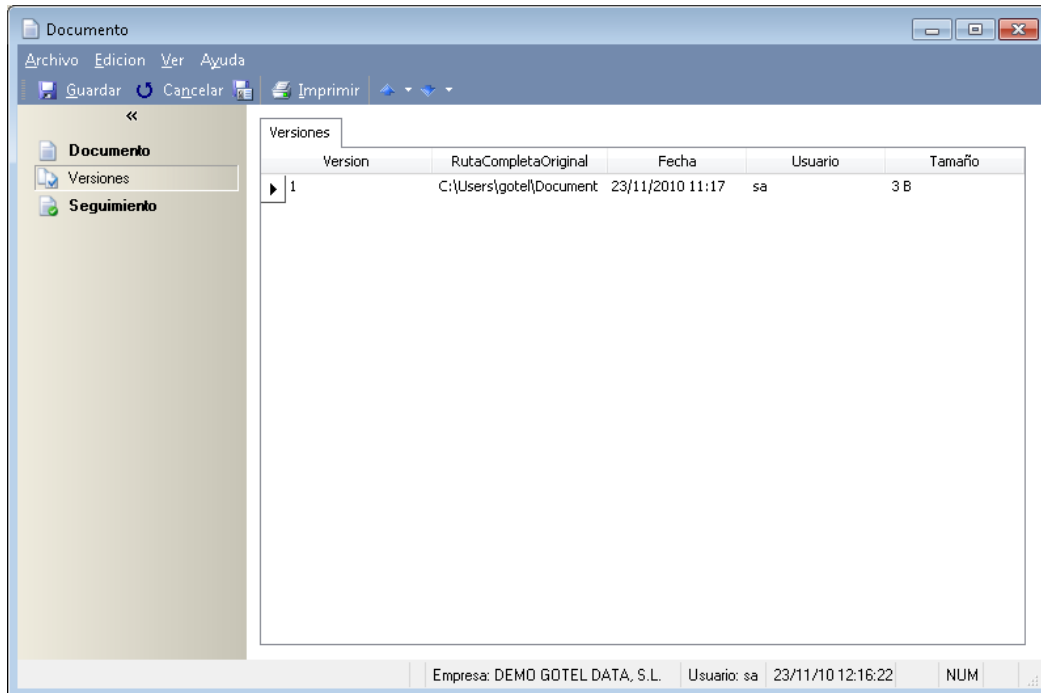 Documento
Archivo Edicion Ver Ayuda
Guardar Cancelar Imprimir
«
Documento
Versiones
Seguimiento
Versiones
Version RutaCompletaOriginal Fecha Usuario Tamaño
1 C:\Users\gotel\Document 23/11/2010 11:17 sa 3 B
Empresa: DEMO GOTEL DATA, S.L. Usuario: sa 23/11/10 12:16:22 NUM